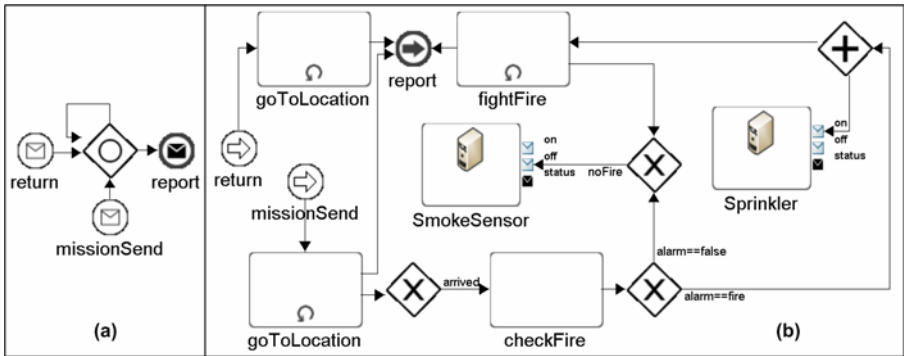 return
report
missionSend
(a)
goToLocation
report
fightFire
return
missionSend
on
off
status
SmokeSensor
noFire
on
off
status
Sprinkler
alarm==false
arrived
alarm==fire
goToLocation
checkFire
(b)